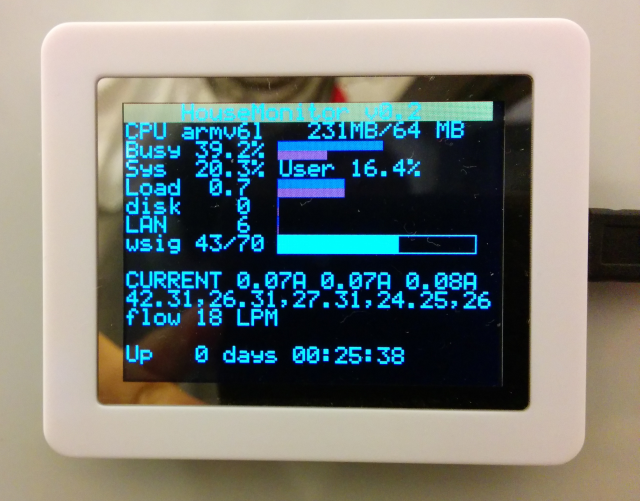 HouseMoniter v0.2
CPU armv6l 231MB/64 MB
Busy 39.2%
Sys 20.3% User 16.4%
Load 0.7
disk 0
LAN 6
wsig 43/70
CURRENT 0.07A 0.07A 0.08A
42.31,26.31,27.31,24.25,26
flow 18 LPM
Up 0 days 00:25:38